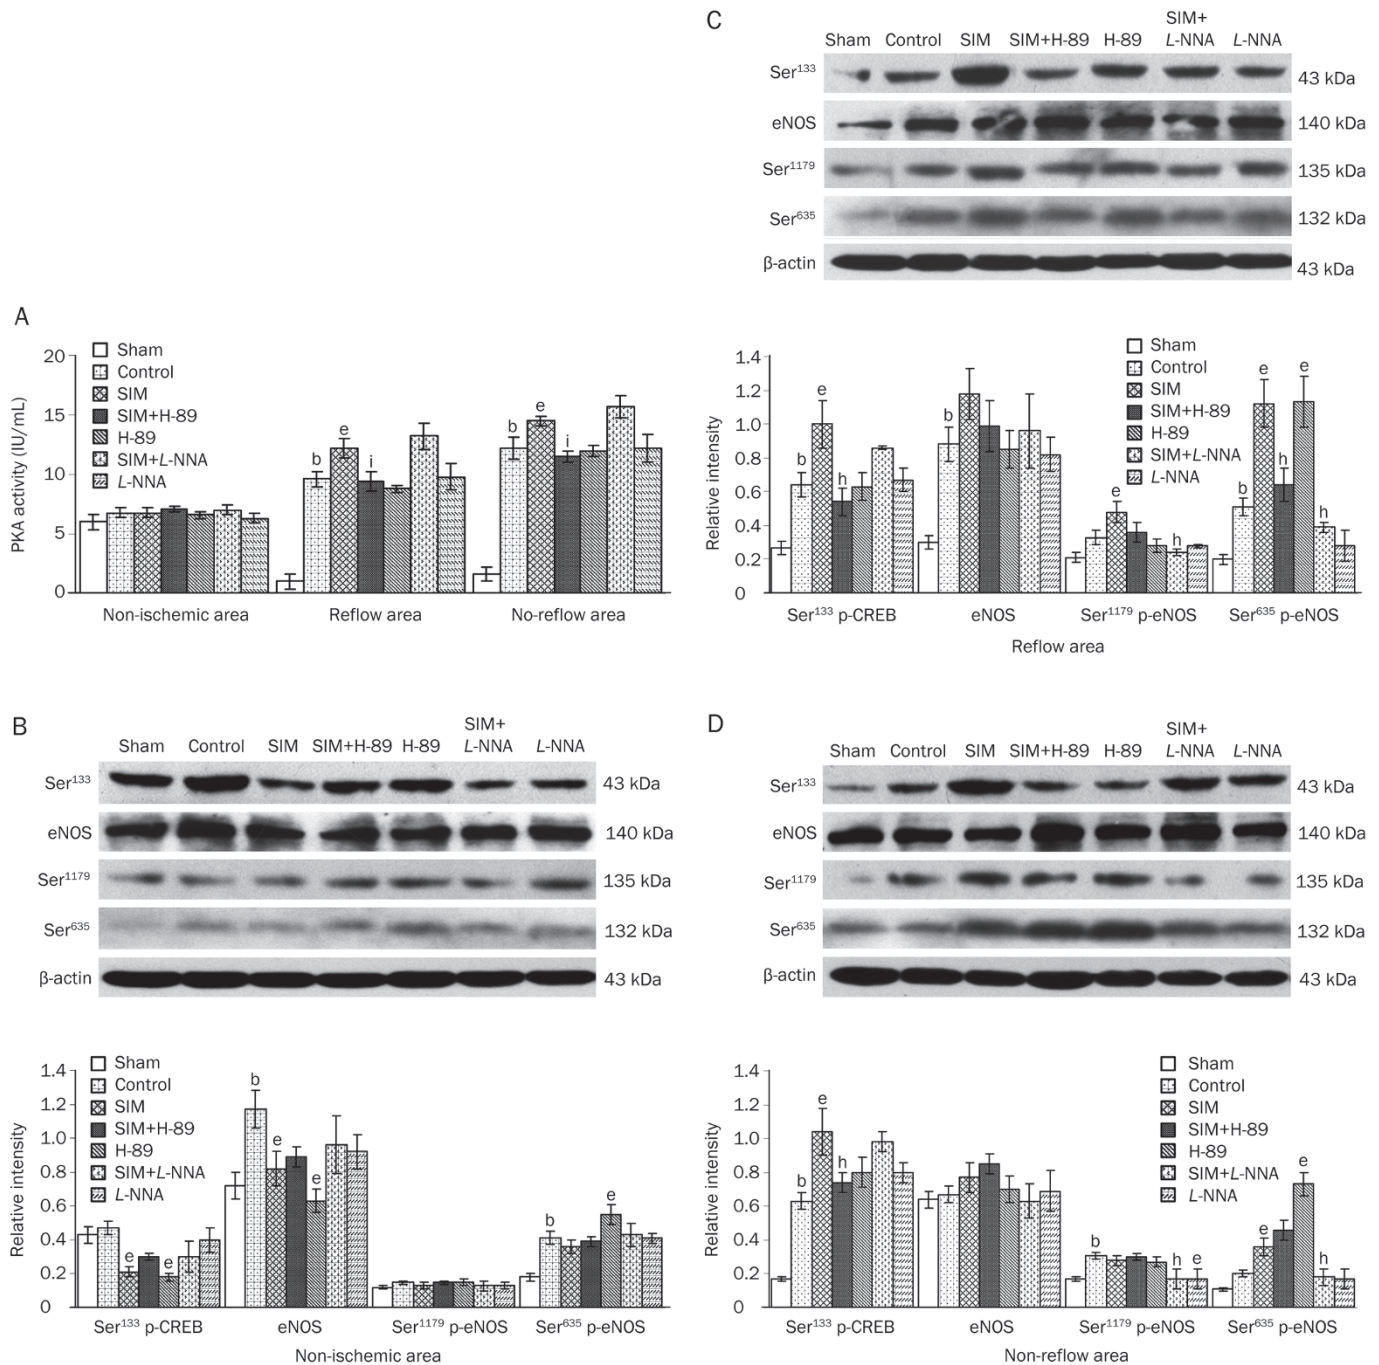 A
PKA activity (IU/mL)
20
15
10
5
0
Sham
Control
SIM
SIM+H-89
H-89
SIM+L-NNA
L-NNA
b
e
i
b
e
i
Non-ischemic area
Reflow area
No-reflow area
C
Sham Control SIM SIM+H-89 H-89 SIM+ L-NNA L-NNA
Ser¹³³ 43 kDa
eNOS 140 kDa
Ser¹¹⁷⁹ 135 kDa
Ser⁶³⁵ 132 kDa
β-actin 43 kDa
Relative intensity
1.4
1.2
1.0
0.8
0.6
0.4
0.2
0
Sham
Control
SIM
SIM+H-89
H-89
SIM+L-NNA
L-NNA
b
e
h
b
e
h
b
e
h
e
h
Ser¹³³ p-CREB
eNOS
Ser¹¹⁷⁹ p-eNOS
Ser⁶³⁵ p-eNOS
Reflow area
B
Sham Control SIM SIM+H-89 H-89 SIM+ L-NNA L-NNA
Ser¹³³ 43 kDa
eNOS 140 kDa
Ser¹¹⁷⁹ 135 kDa
Ser⁶³⁵ 132 kDa
β-actin 43 kDa
Relative intensity
1.4
1.2
1.0
0.8
0.6
0.4
0.2
0
Sham
Control
SIM
SIM+H-89
H-89
SIM+L-NNA
L-NNA
e
e
b
e
e
b
e
Ser¹³³ p-CREB
eNOS
Ser¹¹⁷⁹ p-eNOS
Ser⁶³⁵ p-eNOS
Non-ischemic area
D
Sham Control SIM SIM+H-89 H-89 SIM+ L-NNA L-NNA
Ser¹³³ 43 kDa
eNOS 140 kDa
Ser¹¹⁷⁹ 135 kDa
Ser⁶³⁵ 132 kDa
β-actin 43 kDa
Relative intensity
1.4
1.2
1.0
0.8
0.6
0.4
0.2
0
Sham
Control
SIM
SIM+H-89
H-89
SIM+L-NNA
L-NNA
b
e
h
b
h
e
e
e
h
Ser¹³³ p-CREB
eNOS
Ser¹¹⁷⁹ p-eNOS
Ser⁶³⁵ p-eNOS
Non-reflow area